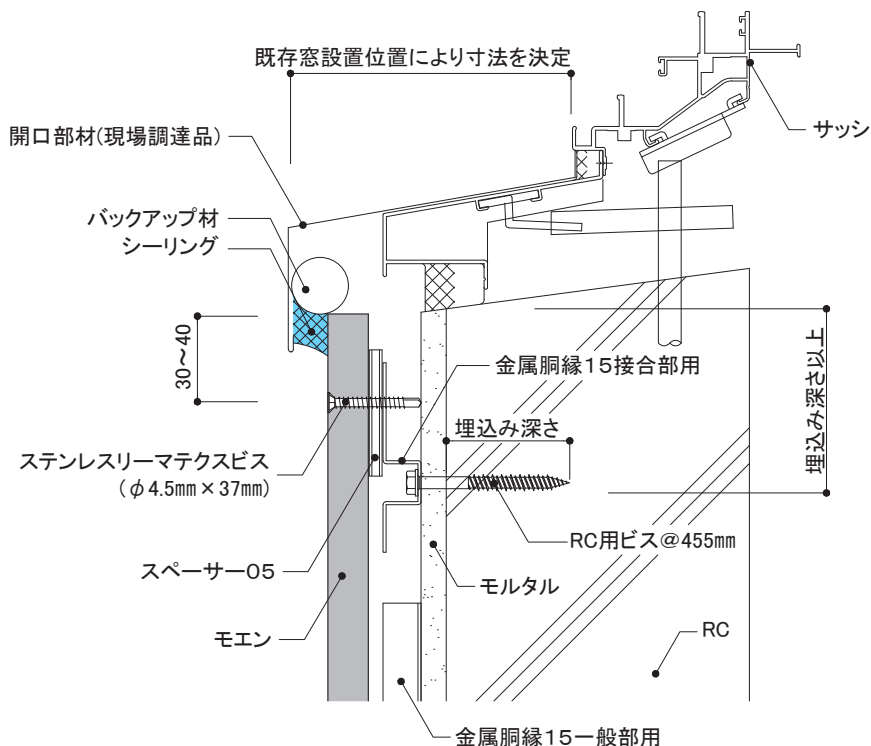 既存窓設置位置により寸法を決定
サッシ
開口部材(現場調達品)
バックアップ材
シーリング
30～40
金属胴縁15接合部用
埋込み深さ以上
埋込み深さ
ステンレスリーマテクスビス
(φ4.5mm×37mm)
RC用ビス@455mm
スペーサー05
モルタル
モエン
RC
金属胴縁15一般部用